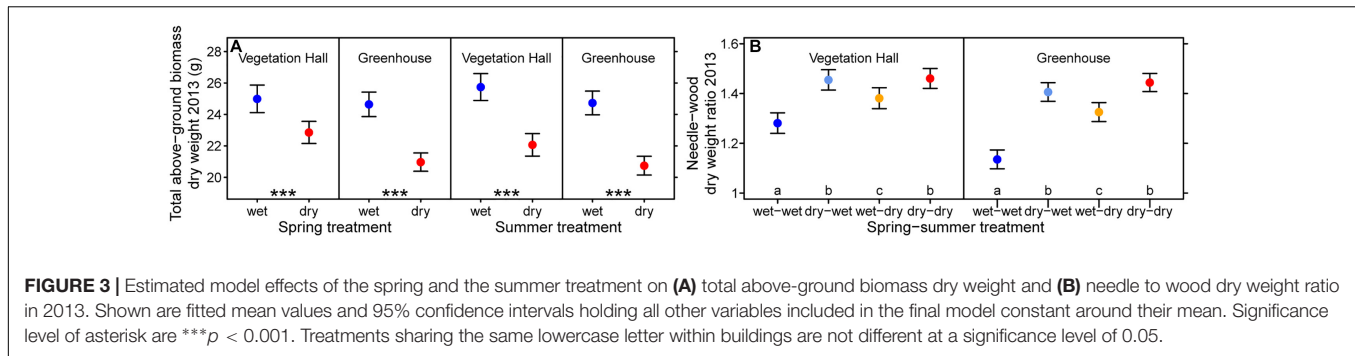 A
Vegetation Hall Greenhouse Vegetation Hall Greenhouse
Total above−ground biomass
dry weight 2013 (g)
28
26
24
22
20
*** *** *** ***
wet dry wet dry wet dry wet dry
Spring treatment Summer treatment
B
Vegetation Hall Greenhouse
Needle−wood
dry weight ratio 2013
1.6
1.4
1.2
1
a b c b a b c b
wet−wet dry−wet wet−dry dry−dry wet−wet dry−wet wet−dry dry−dry
Spring−summer treatment
FIGURE 3 | Estimated model effects of the spring and the summer treatment on (A) total above-ground biomass dry weight and (B) needle to wood dry weight ratio
in 2013. Shown are fitted mean values and 95% confidence intervals holding all other variables included in the final model constant around their mean. Significance
level of asterisk are ***p < 0.001. Treatments sharing the same lowercase letter within buildings are not different at a significance level of 0.05.